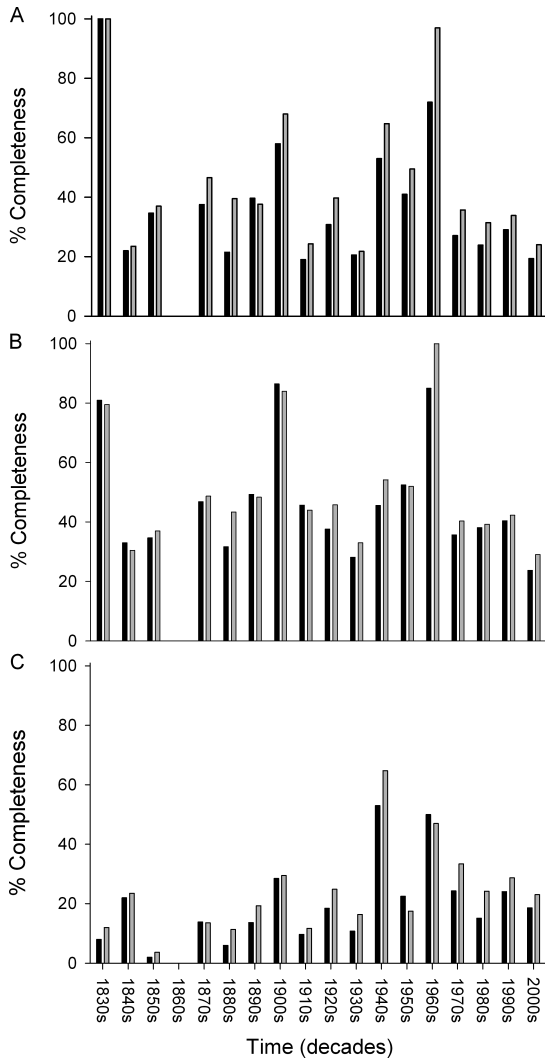 A
100
80
60
40
20
0
% Completeness
B
100
80
60
40
20
0
% Completeness
C
100
80
60
40
20
0
% Completeness
1830s
1840s
1850s
1860s
1870s
1880s
1890s
1900s
1910s
1920s
1930s
1940s
1950s
1960s
1970s
1980s
1990s
2000s
Time (decades)